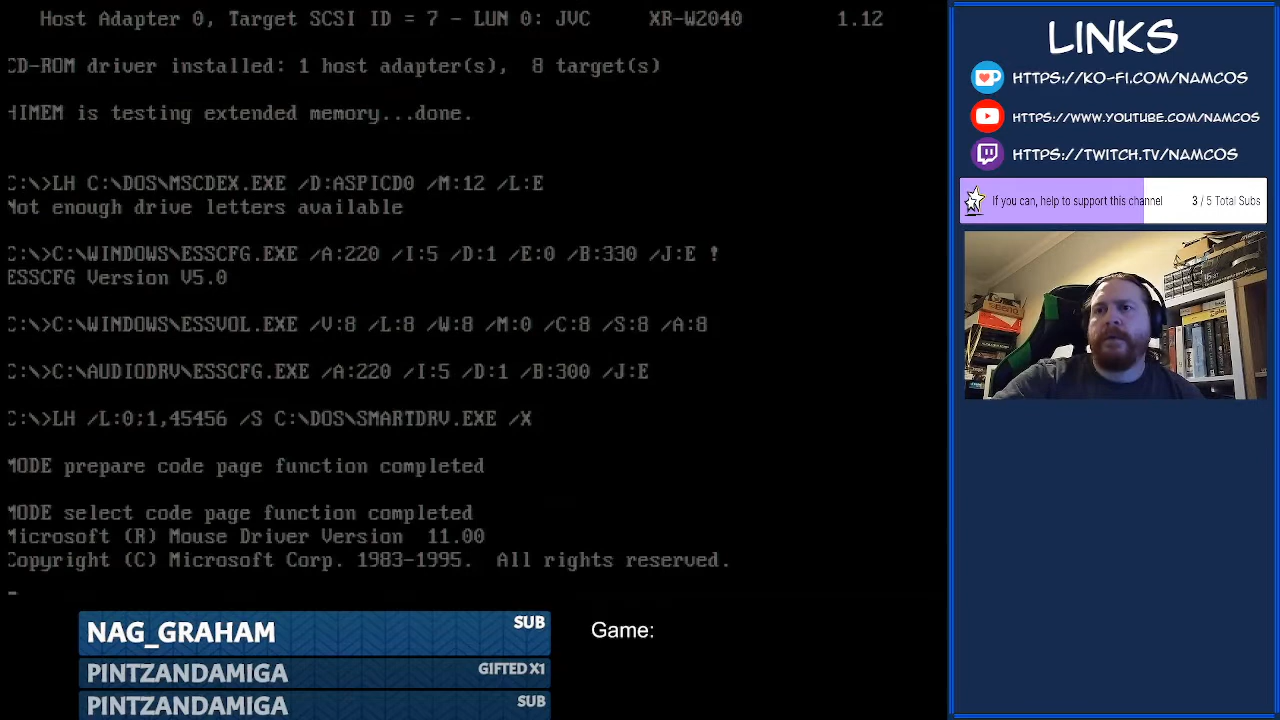 Host Adapter 0, Target SCSI ID = 7 - LUN 0: JVC XR-W2040 1.12
CD-ROM driver installed: 1 host adapter(s), 8 target(s)
HIMEM is testing extended memory...done.
C:\>LH C:\DOS\MSCDEX.EXE /D:ASPICD0 /M:12 /L:E
Not enough drive letters available
C:\>C:\WINDOWS\ESSCFG.EXE /A:220 /I:5 /D:1 /E:0 /B:330 /J:E !
ESSCFG Version V5.0
C:\>C:\WINDOWS\ESSVOL.EXE /V:8 /L:8 /W:8 /M:0 /C:8 /S:8 /A:8
C:\>C:\AUDIODRV\ESSCFG.EXE /A:220 /I:5 /D:1 /B:300 /J:E
C:\>LH /L:0;1,45456 /S C:\DOS\SMARTDRV.EXE /X
MODE prepare code page function completed
MODE select code page function completed
Microsoft (R) Mouse Driver Version 11.00
Copyright (C) Microsoft Corp. 1983-1995. All rights reserved.
NAG_GRAHAM SUB
PINTZANDAMIGA GIFTED X1
PINTZANDAMIGA SUB
Game:
LINKS
HTTPS://KO-FI.COM/NAMCOS
HTTPS://WWW.YOUTUBE.COM/NAMCOS
HTTPS://TWITCH.TV/NAMCOS
If you can, help to support this channel 3 / 5 Total Subs